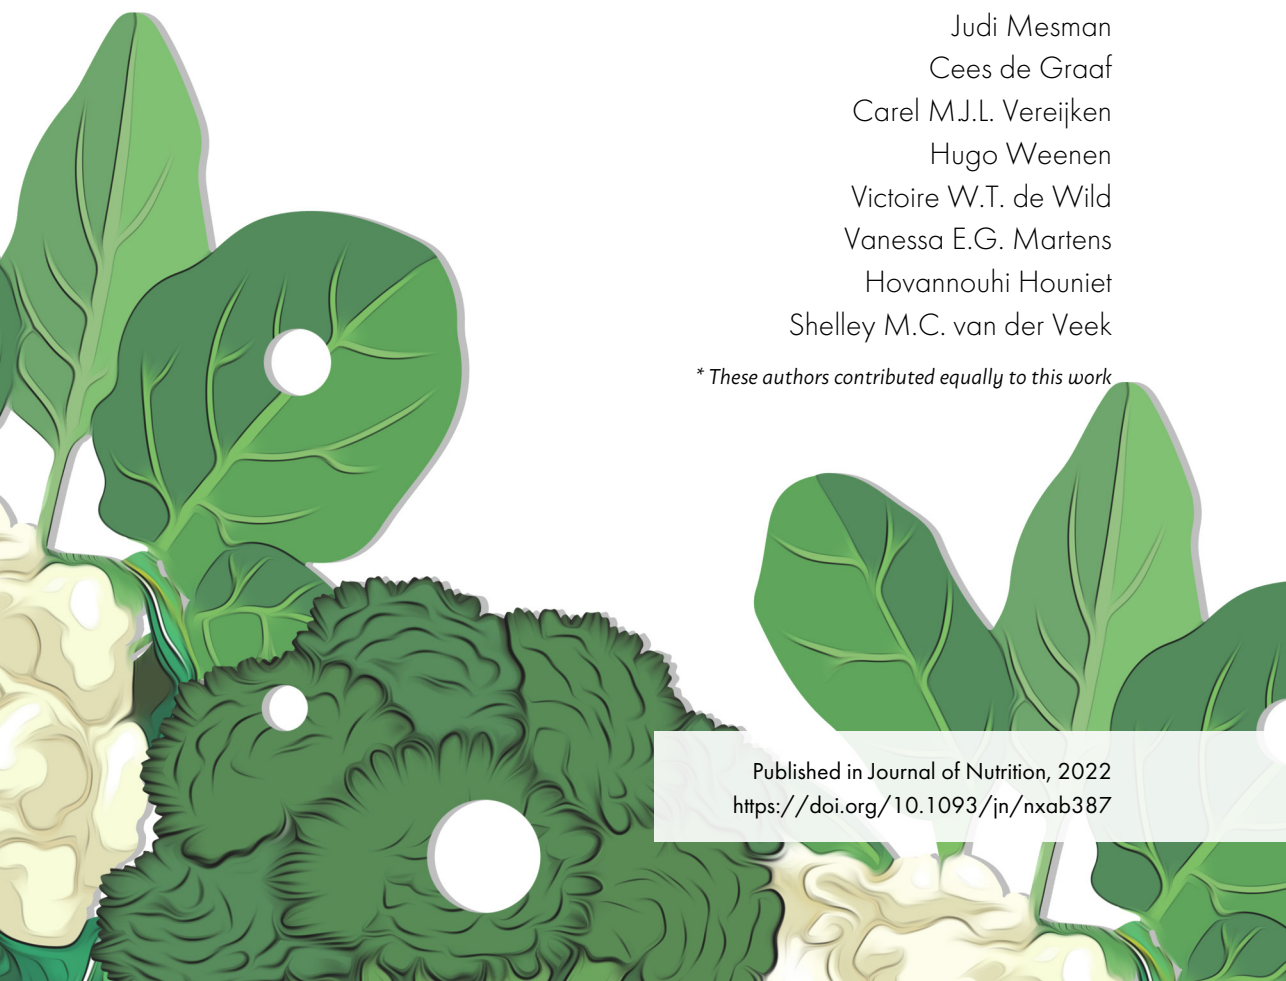 Judi Mesman
Cees de Graaf
Carel M.J.L. Vereijken
Hugo Weenen
Victoire W.T. de Wild
Vanessa E.G. Martens
Hovannouhi Houniet
Shelley M.C. van der Veek
* These authors contributed equally to this work
Published in Journal of Nutrition, 2022
https://doi.org/10.1093/jn/nxab387